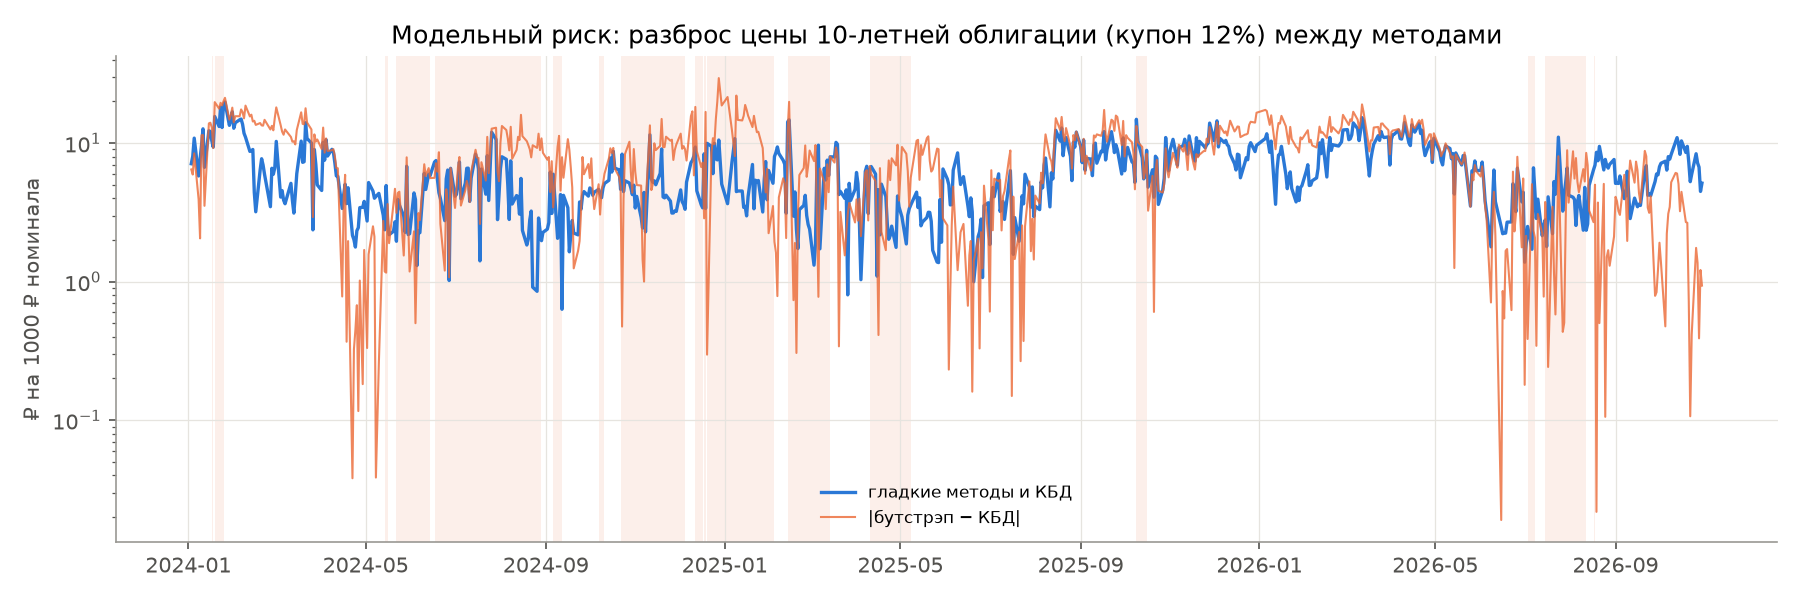 Модельный риск: разброс цены 10-летней облигации (купон 12%) между методами
₽ на 1000 ₽ номинала
10¹
10⁰
10⁻¹
гладкие методы и КБД
|бутстрэп − КБД|
2024-01 2024-05 2024-09 2025-01 2025-05 2025-09 2026-01 2026-05 2026-09